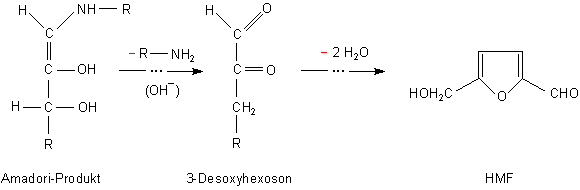 H NH R
C
C OH
H C OH
R
Amadori-Produkt
– R NH2
...
(OH–)
H O
C
C O
CH2
R
3-Desoxyhexoson
– 2 H2O
...
HOH2C O CHO
HMF